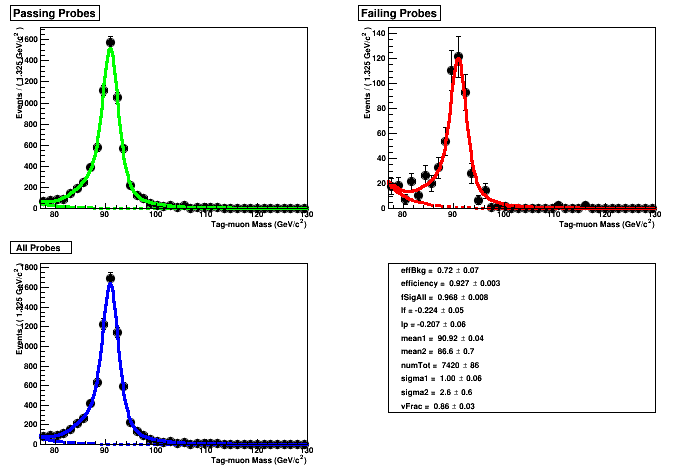 Passing Probes
Events / ( 1.325 GeV/c² )
1600
1400
1200
1000
800
600
400
200
0
80 90 100 110 120 130
Tag-muon Mass (GeV/c²)
Failing Probes
Events / ( 1.325 GeV/c² )
140
120
100
80
60
40
20
0
80 90 100 110 120 130
Tag-muon Mass (GeV/c²)
All Probes
Events / ( 1.325 GeV/c² )
1800
1600
1400
1200
1000
800
600
400
200
0
80 90 100 110 120 130
Tag-muon Mass (GeV/c²)
effBkg = 0.72 ± 0.07
efficiency = 0.927 ± 0.003
fSigAll = 0.968 ± 0.008
lf = -0.224 ± 0.05
lp = -0.207 ± 0.06
mean1 = 90.92 ± 0.04
mean2 = 86.6 ± 0.7
numTot = 7420 ± 86
sigma1 = 1.00 ± 0.06
sigma2 = 2.6 ± 0.6
vFrac = 0.86 ± 0.03